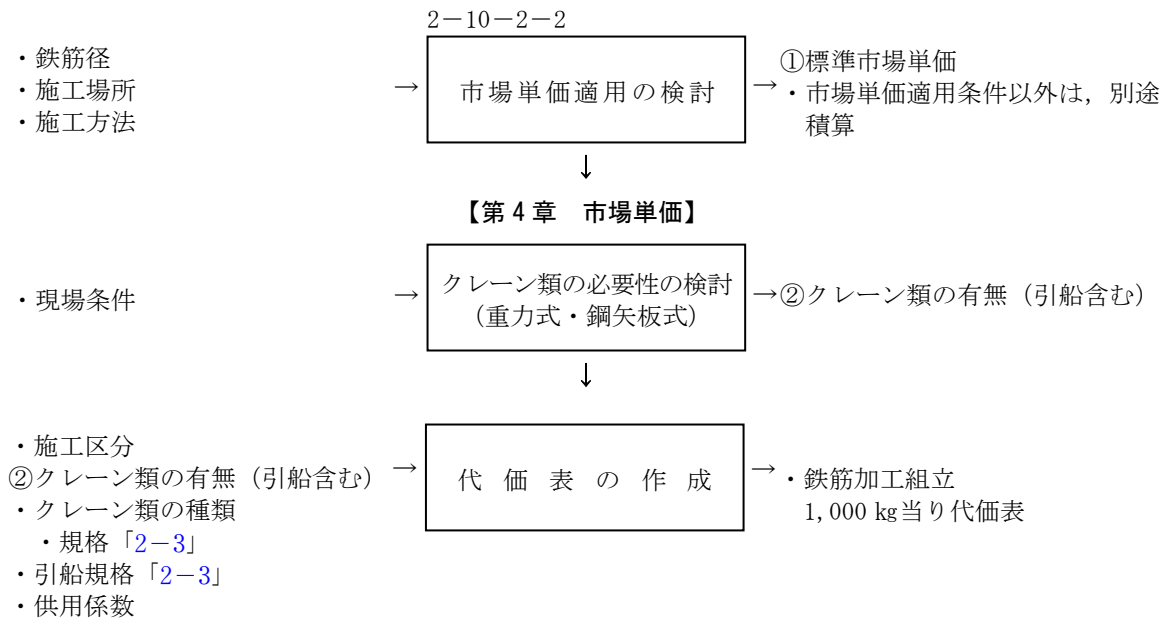 2－10－2－2
・鉄筋径
・施工場所
・施工方法
→
市場単価適用の検討
→
①標準市場単価
・市場単価適用条件以外は，別途
積算
↓
【第４章　市場単価】
・現場条件
→
クレーン類の必要性の検討
（重力式・鋼矢板式）
→②クレーン類の有無（引船含む）
↓
・施工区分
②クレーン類の有無（引船含む）
・クレーン類の種類
・規格「2－3」
・引船規格「2－3」
・供用係数
→
代　価　表　の　作　成
→
・鉄筋加工組立
1,000 ㎏当り代価表